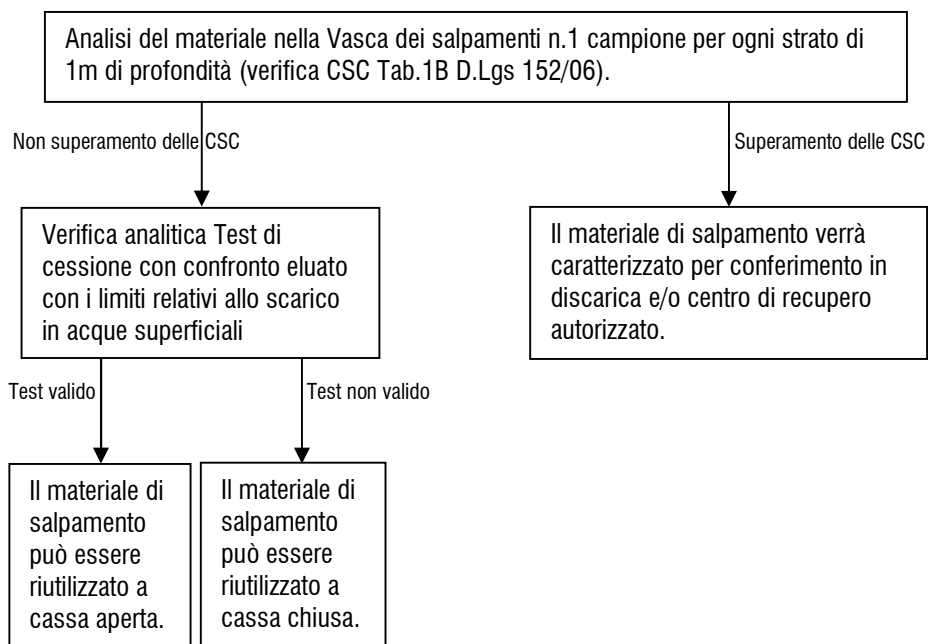 Analisi del materiale nella Vasca dei salpamenti n.1 campione per ogni strato di
1m di profondità (verifica CSC Tab.1B D.Lgs 152/06).
Non superamento delle CSC
Superamento delle CSC
Verifica analitica Test di
cessione con confronto eluato
con i limiti relativi allo scarico
in acque superficiali
Il materiale di salpamento verrà
caratterizzato per conferimento in
discarica e/o centro di recupero
autorizzato.
Test valido
Test non valido
Il materiale di
salpamento
può essere
riutilizzato a
cassa aperta.
Il materiale di
salpamento
può essere
riutilizzato a
cassa chiusa.